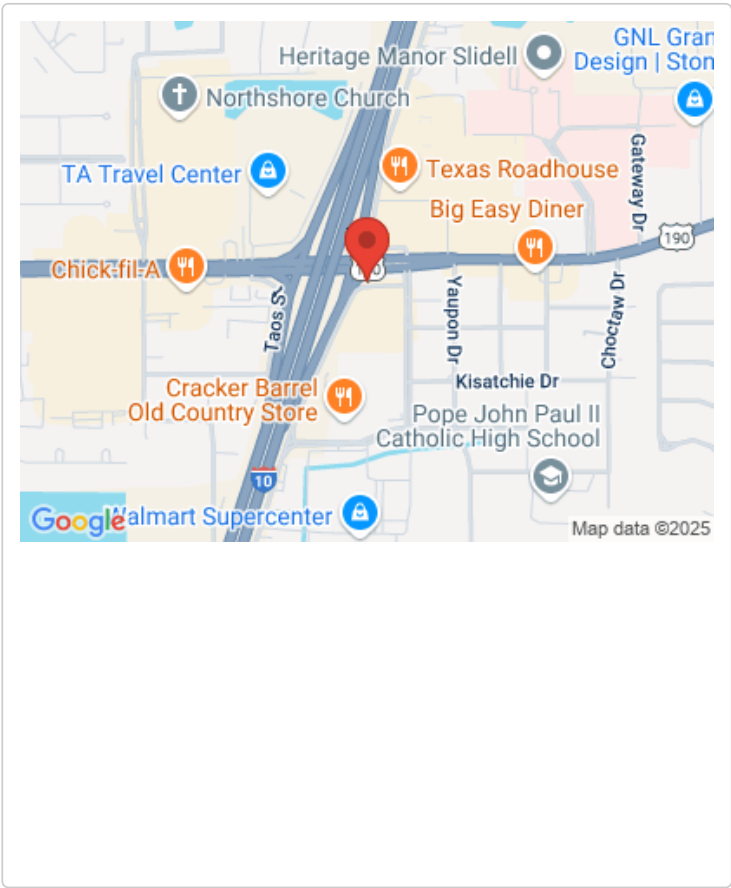 Heritage Manor Slidell
GNL Gran
Design | Ston
Northshore Church
TA Travel Center
Texas Roadhouse
Gateway Dr
Big Easy Diner
190
Chick-fil-A
Taos St
Yaupon Dr
Choctaw Dr
Kisatchie Dr
Cracker Barrel
Old Country Store
Pope John Paul II
Catholic High School
10
Walmart Supercenter
Google
Map data ©2025